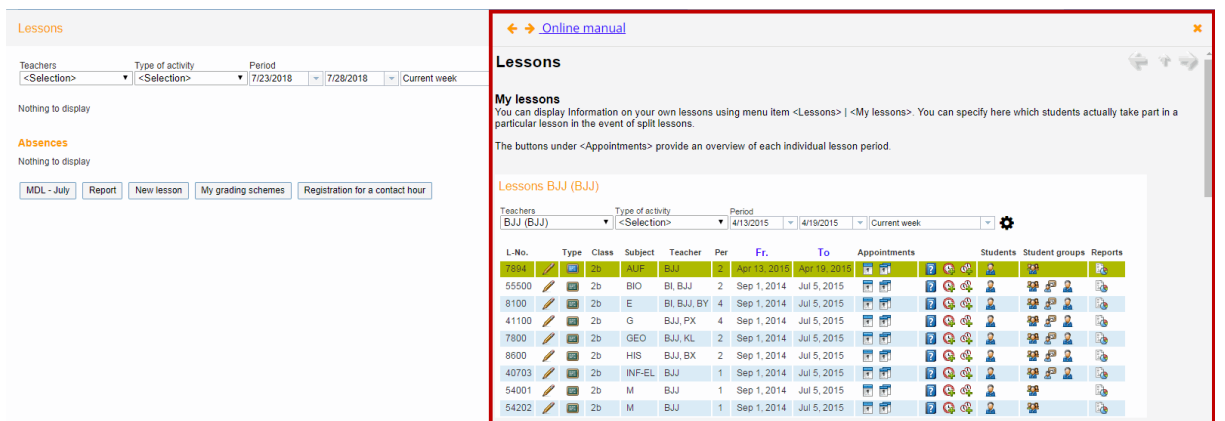 Lessons
Teachers Type of activity Period
<Selection> <Selection> 7/23/2018 7/28/2018 Current week
Nothing to display
Absences
Nothing to display
MDL - July Report New lesson My grading schemes Registration for a contact hour
Online manual
Lessons
My lessons
You can display Information on your own lessons using menu item <Lessons> | <My lessons>. You can specify here which students actually take part in a
particular lesson in the event of split lessons.
The buttons under <Appointments> provide an overview of each individual lesson period.
Lessons BJJ (BJJ)
Teachers Type of activity Period
BJJ (BJJ) <Selection> 4/13/2015 4/19/2015 Current week
L-No. Type Class Subject Teacher Per Fr. To Appointments Students Student groups Reports
7894 2b AUF BJJ 2 Apr 13, 2015 Apr 19, 2015
55500 2b BIO BI, BJJ 2 Sep 1, 2014 Jul 5, 2015
8100 2b E BI, BJJ, BY 4 Sep 1, 2014 Jul 5, 2015
41100 2b G BJJ, PX 4 Sep 1, 2014 Jul 5, 2015
7800 2b GEO BJJ, KL 2 Sep 1, 2014 Jul 5, 2015
8600 2b HIS BJJ, BX 2 Sep 1, 2014 Jul 5, 2015
40703 2b INF-EL BJJ 1 Sep 1, 2014 Jul 5, 2015
54001 2b M BJJ 1 Sep 1, 2014 Jul 5, 2015
54202 2b M BJJ 1 Sep 1, 2014 Jul 5, 2015